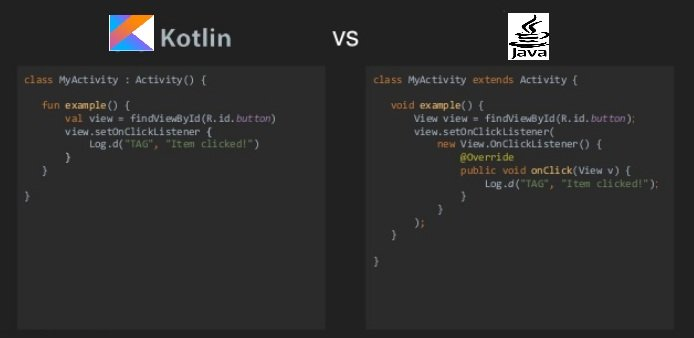 Kotlin
vs
Java
class MyActivity : Activity() {
fun example() {
val view = findViewById(R.id.button)
view.setOnClickListener {
Log.d("TAG", "Item clicked!")
}
}
}
class MyActivity extends Activity {
void example() {
View view = findViewById(R.id.button);
view.setOnClickListener(
new View.OnClickListener() {
@Override
public void onClick(View v) {
Log.d("TAG", "Item clicked!");
}
}
);
}
}